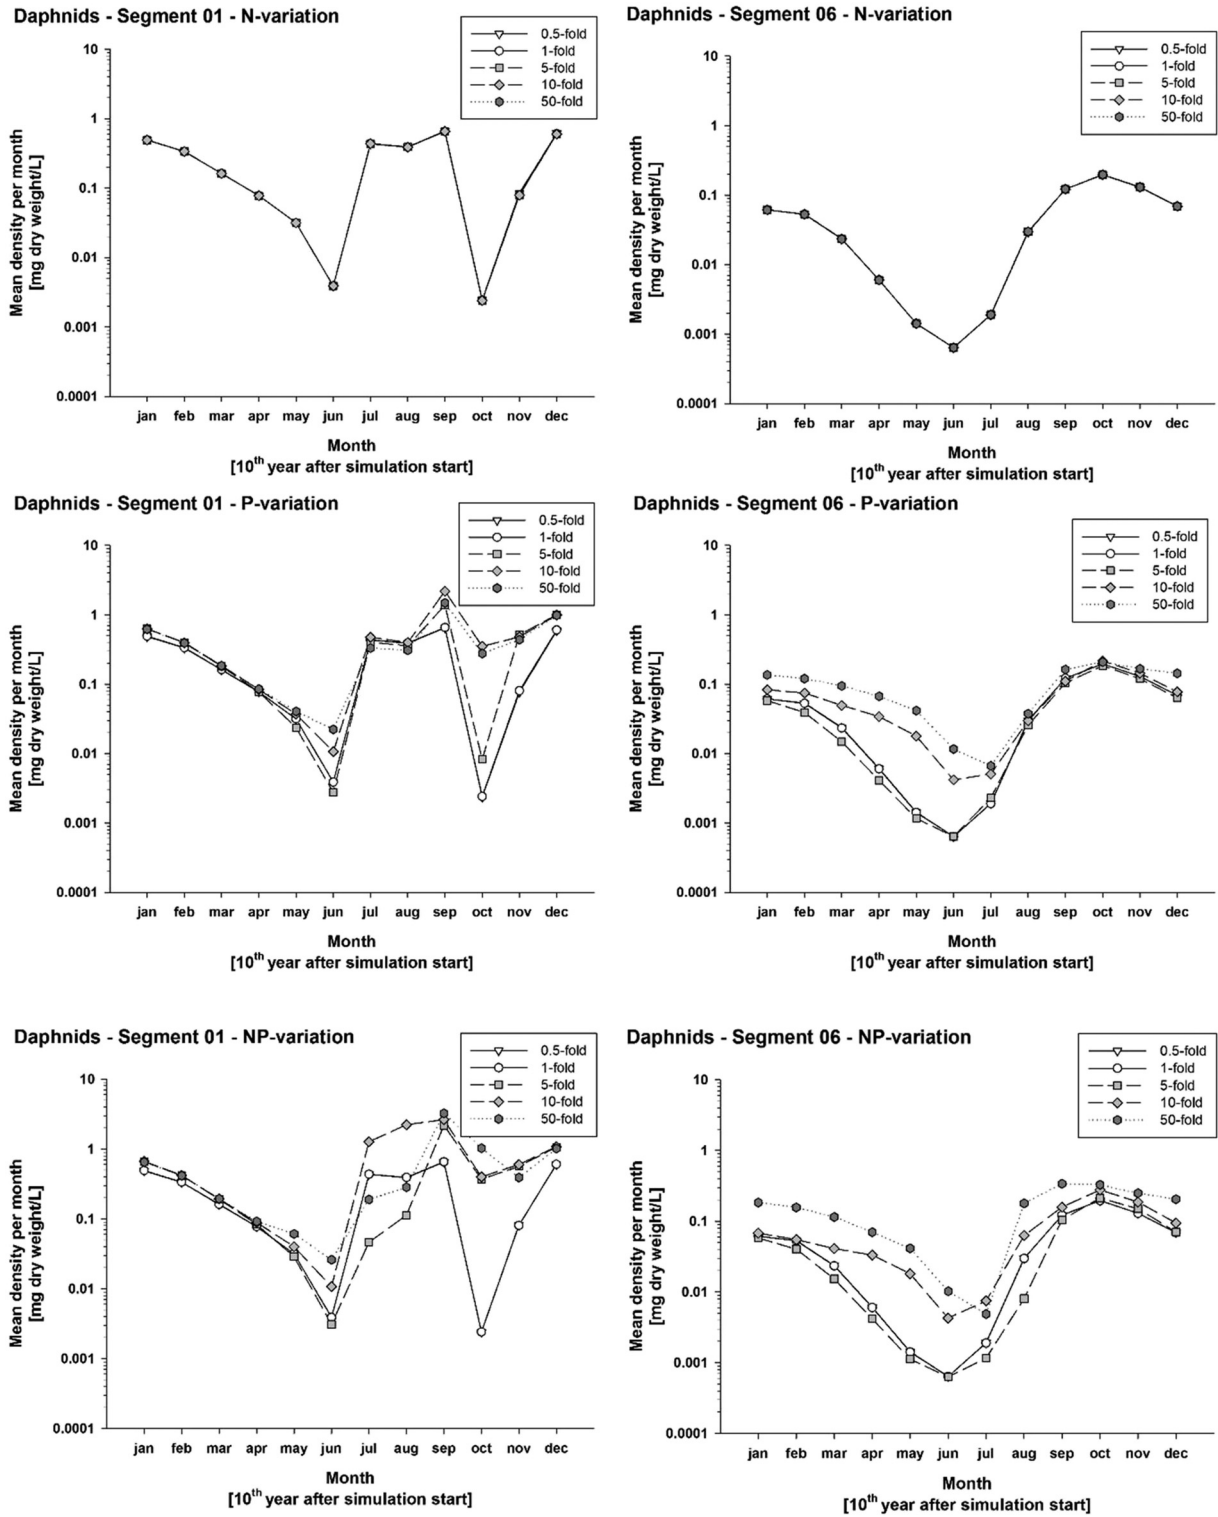 Daphnids - Segment 01 - N-variation
0.5-fold
1-fold
5-fold
10-fold
50-fold
10
1
0.1
0.01
0.001
0.0001
Mean density per month
[mg dry weight/L]
jan feb mar apr may jun jul aug sep oct nov dec
Month
[10th year after simulation start]
Daphnids - Segment 06 - N-variation
0.5-fold
1-fold
5-fold
10-fold
50-fold
10
1
0.1
0.01
0.001
0.0001
Mean density per month
[mg dry weight/L]
jan feb mar apr may jun jul aug sep oct nov dec
Month
[10th year after simulation start]
Daphnids - Segment 01 - P-variation
0.5-fold
1-fold
5-fold
10-fold
50-fold
10
1
0.1
0.01
0.001
0.0001
Mean density per month
[mg dry weight/L]
jan feb mar apr may jun jul aug sep oct nov dec
Month
[10th year after simulation start]
Daphnids - Segment 06 - P-variation
0.5-fold
1-fold
5-fold
10-fold
50-fold
10
1
0.1
0.01
0.001
0.0001
Mean density per month
[mg dry weight/L]
jan feb mar apr may jun jul aug sep oct nov dec
Month
[10th year after simulation start]
Daphnids - Segment 01 - NP-variation
0.5-fold
1-fold
5-fold
10-fold
50-fold
10
1
0.1
0.01
0.001
0.0001
Mean density per month
[mg dry weight/L]
jan feb mar apr may jun jul aug sep oct nov dec
Month
[10th year after simulation start]
Daphnids - Segment 06 - NP-variation
0.5-fold
1-fold
5-fold
10-fold
50-fold
10
1
0.1
0.01
0.001
0.0001
Mean density per month
[mg dry weight/L]
jan feb mar apr may jun jul aug sep oct nov dec
Month
[10th year after simulation start]